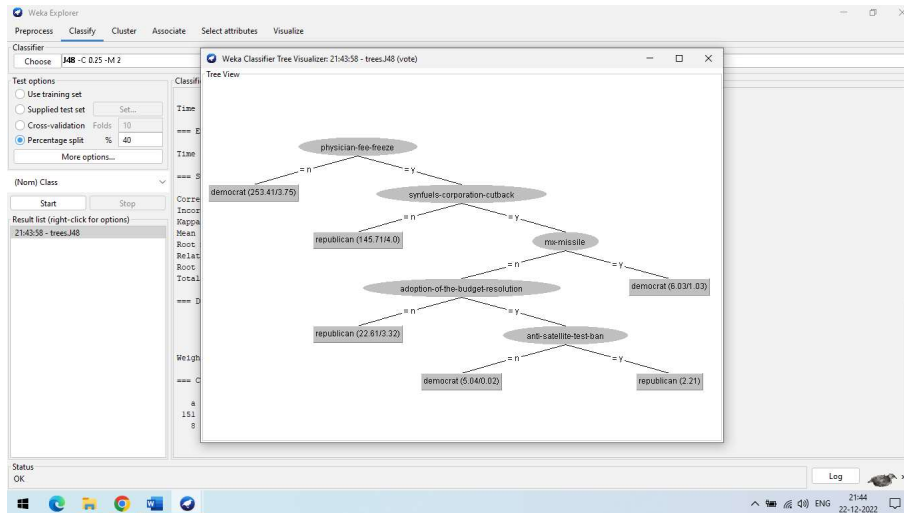 Weka Explorer
Preprocess Classify Cluster Associate Select attributes Visualize
Classifier
Choose J48 -C 0.25 -M 2
Weka Classifier Tree Visualizer: 21:43:58 - trees.J48 (vote)
Tree View
Test options
Use training set
Supplied test set Set...
Cross-validation Folds 10
Percentage split % 40
More options...
(Nom) Class
Start Stop
Result list (right-click for options)
21:43:58 - trees.J48
Classifi
Time
=== E
Time
=== S
Corre
Incor
Kappa
Mean
Root
Relat
Root
Total
=== D
Weigh
=== C
a
151
8
physician-fee-freeze
= n = y
democrat (253.41/3.75) synfuels-corporation-cutback
= n = y
republican (145.71/4.0) mx-missile
= n = y
adoption-of-the-budget-resolution democrat (6.03/1.03)
= n = y
republican (22.61/3.32) anti-satellite-test-ban
= n = y
democrat (5.04/0.02) republican (2.21)
Status
OK Log
ENG 21:44
22-12-2022